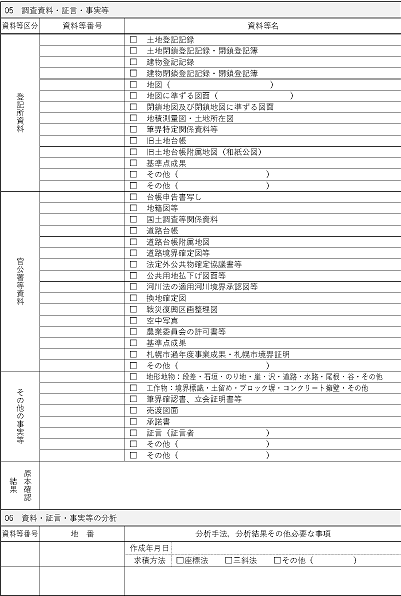 05 調査資料・証言・事実等
資料等区分 資料等番号 資料等名
登記所資料
□ 土地登記記録
□ 土地閉鎖登記記録・閉鎖登記簿
□ 建物登記記録
□ 建物閉鎖登記記録・閉鎖登記簿
□ 地図（　　　）
□ 地図に準ずる図面（　　　）
□ 閉鎖地図及び閉鎖地図に準ずる図面
□ 地積測量図・土地所在図
□ 筆界特定関係資料等
□ 旧土地台帳
□ 旧土地台帳附属地図（和紙公図）
□ 基準点成果
□ その他（　　　）
□ その他（　　　）
官公署等資料
□ 台帳申告書写し
□ 地籍図等
□ 国土調査等関係資料
□ 道路台帳
□ 道路台帳附属地図
□ 道路境界確定図等
□ 法定外公共物確定協議書等
□ 公共用地払下げ図面等
□ 河川法の適用河川境界承認図等
□ 換地確定図
□ 戦災復興区画整理図
□ 空中写真
□ 農業委員会の許可書等
□ 基準点成果
□ 札幌市過年度事業成果・札幌市境界証明
□ その他（　　　）
その他の事実等
□ 地形地物：段差・石垣・のり地・崖・沢・道路・水路・尾根・谷・その他
□ 工作物：境界標識・土留め・ブロック塀・コンクリート擁壁・その他
□ 筆界確認書、立会証明書等
□ 売渡図面
□ 承諾書
□ 証言（証言者　　　）
□ その他（　　　）
□ その他（　　　）
原本確認
結果
06 資料・証言・事実等の分析
資料等番号 地　番 分析手法，分析結果その他必要な事項
作成年月日
求積方法 □座標法 □三斜法 □その他（　　　）